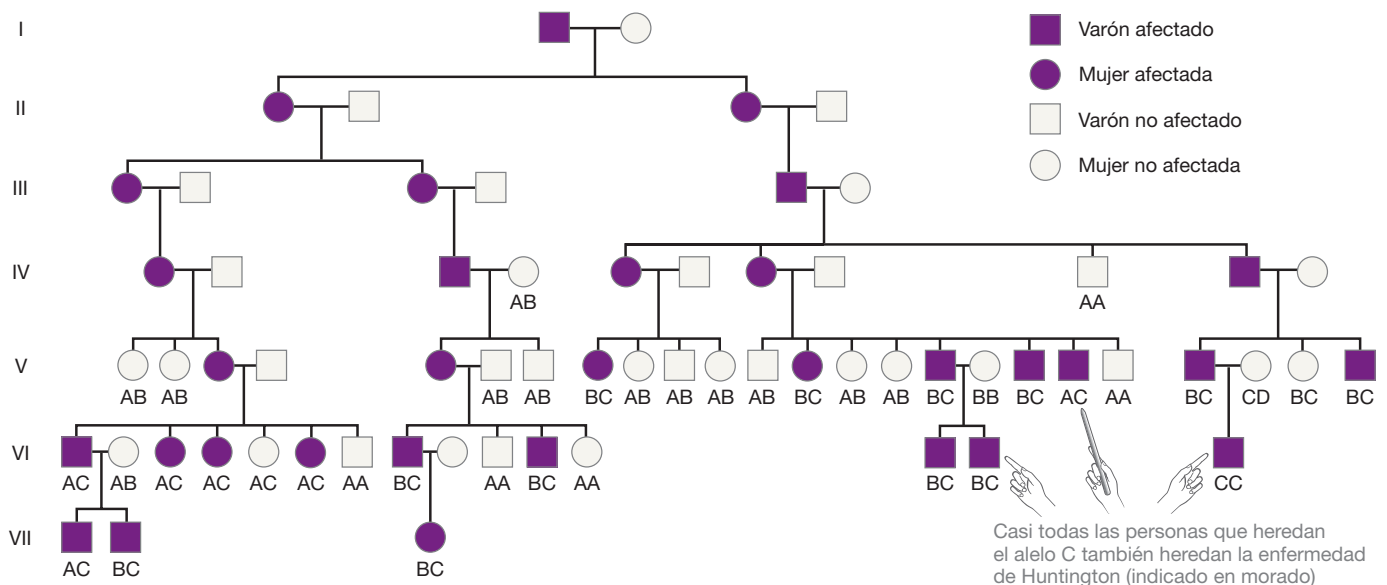 I
Varón afectado
Mujer afectada
II
Varón no afectado
Mujer no afectada
III
IV
AB
AA
V
AB AB AB AB BC AB AB AB AB BC AB AB BC BB BC AC AA BC CD BC BC
VI
AC AB AC AC AC AC AA BC AA BC AA BC BC CC
VII
AC BC BC
Casi todas las personas que heredan
el alelo C también heredan la enfermedad
de Huntington (indicado en morado)